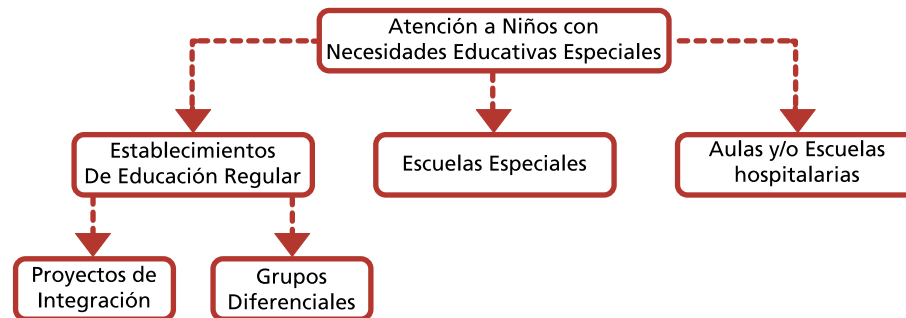 Atención a Niños con
Necesidades Educativas Especiales
Establecimientos
De Educación Regular
Escuelas Especiales
Aulas y/o Escuelas
hospitalarias
Proyectos de
Integración
Grupos
Diferenciales